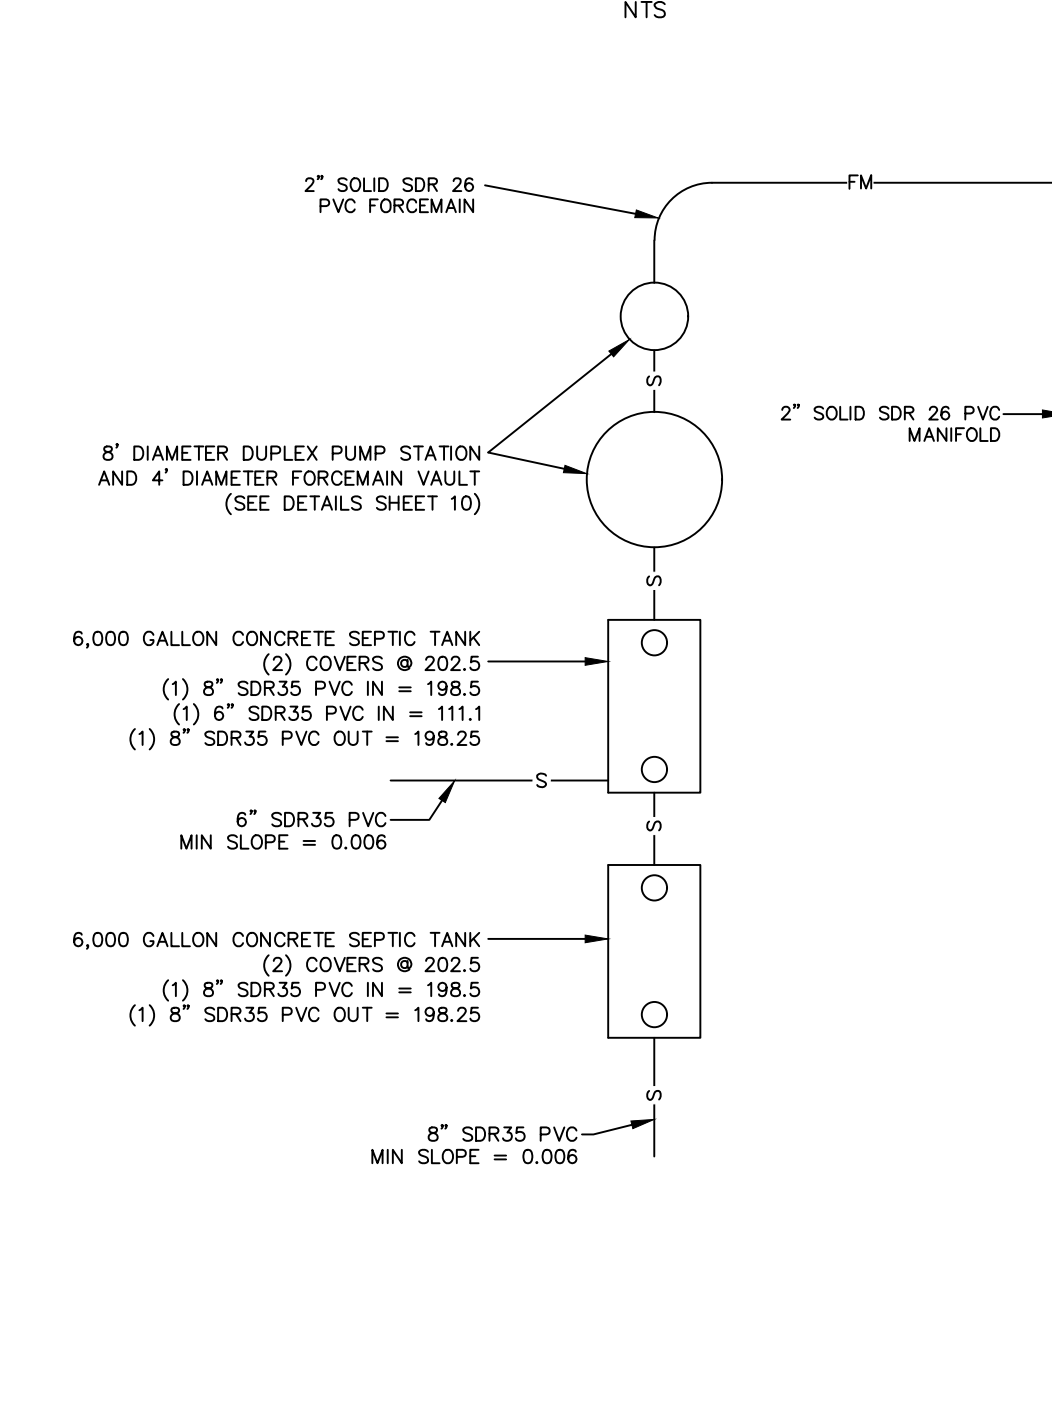 NTS
2” SOLID SDR 26
PVC FORCEMAIN
FM
S
2” SOLID SDR 26 PVC
MANIFOLD
8’ DIAMETER DUPLEX PUMP STATION
AND 4’ DIAMETER FORCEMAIN VAULT
(SEE DETAILS SHEET 10)
S
6,000 GALLON CONCRETE SEPTIC TANK
(2) COVERS @ 202.5
(1) 8” SDR35 PVC IN = 198.5
(1) 6” SDR35 PVC IN = 111.1
(1) 8” SDR35 PVC OUT = 198.25
S
6” SDR35 PVC
MIN SLOPE = 0.006
S
6,000 GALLON CONCRETE SEPTIC TANK
(2) COVERS @ 202.5
(1) 8” SDR35 PVC IN = 198.5
(1) 8” SDR35 PVC OUT = 198.25
S
8” SDR35 PVC
MIN SLOPE = 0.006